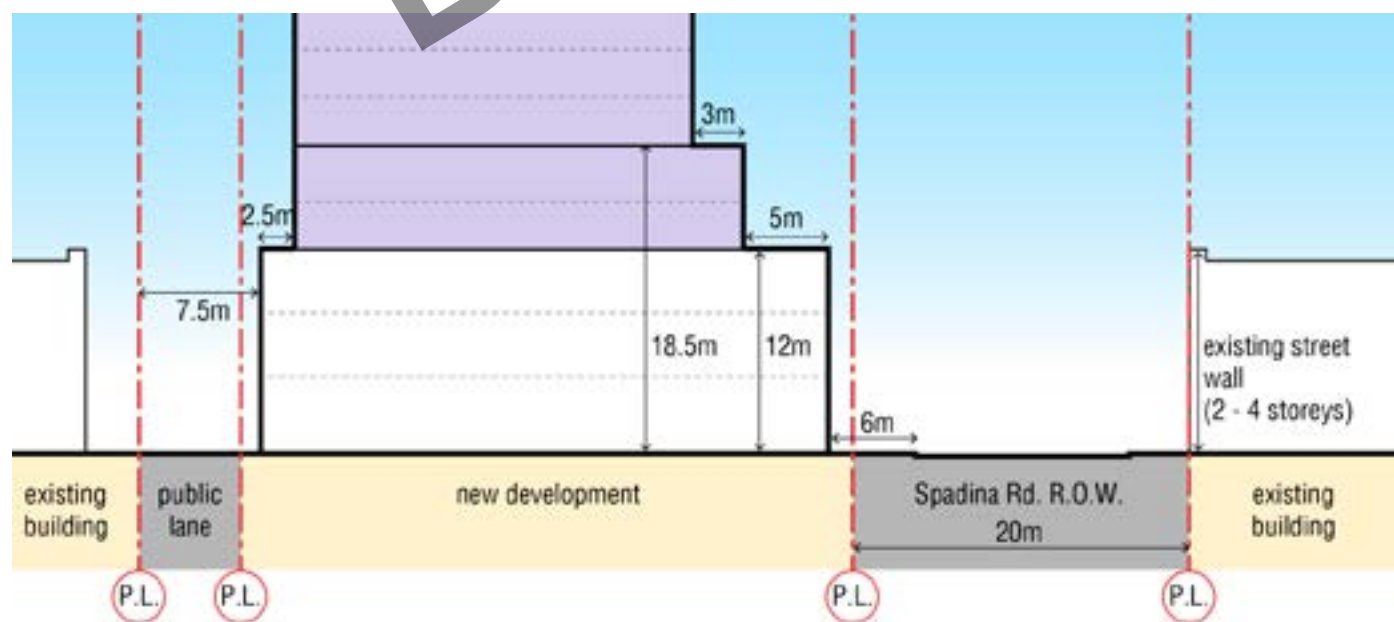 3m
2.5m
5m
7.5m
18.5m
12m
existing street
wall
(2 - 4 storeys)
6m
existing
building
public
lane
new development
Spadina Rd. R.O.W.
20m
existing
building
P.L.
P.L.
P.L.
P.L.